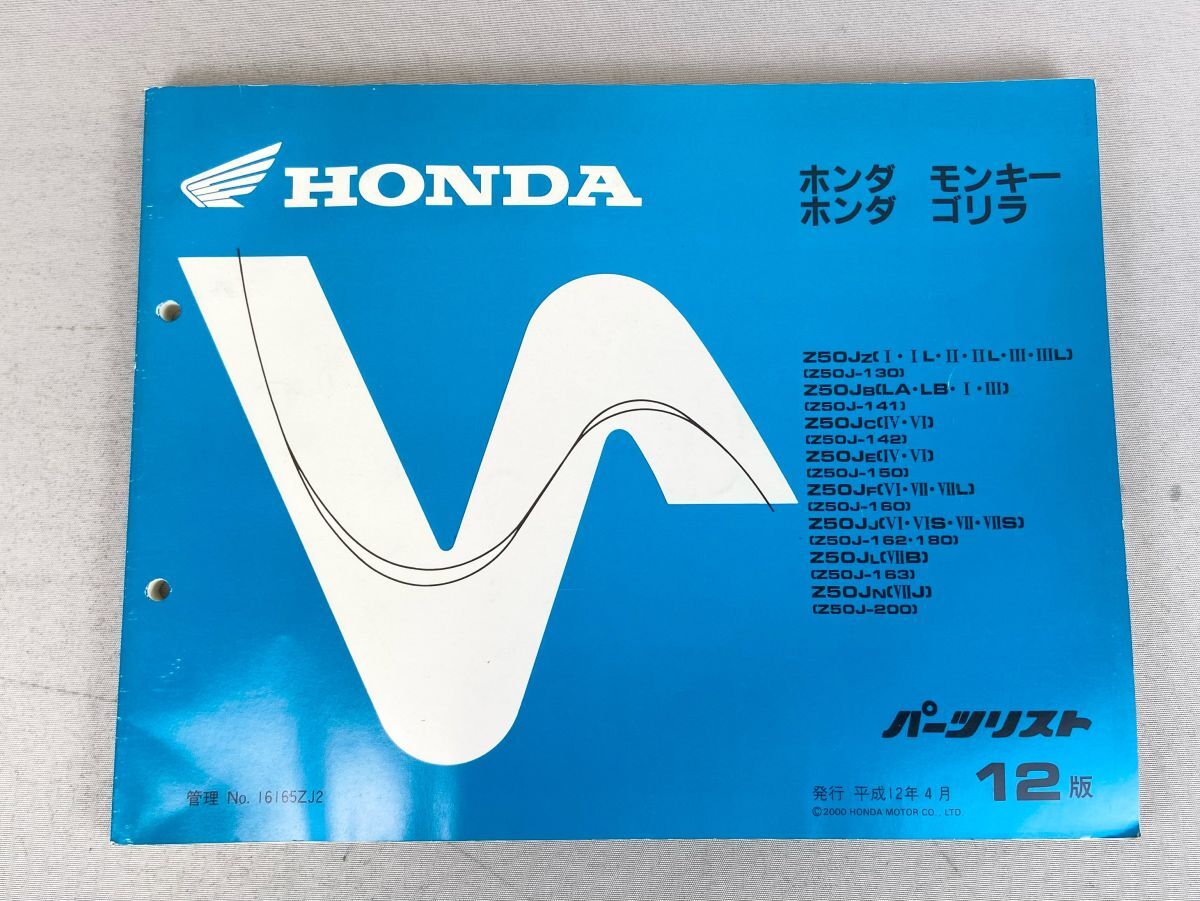 HONDA
ホンダ モンキー
ホンダ ゴリラ
Z50JZ(Ⅰ・ⅠL・Ⅱ・ⅡL・Ⅲ・ⅢL)
(Z50J-130)
Z50JB(LA・LB・Ⅰ・Ⅲ)
(Z50J-141)
Z50JC(Ⅳ・Ⅵ)
(Z50J-142)
Z50JE(Ⅳ・Ⅵ)
(Z50J-150)
Z50JF(Ⅵ・Ⅶ・ⅦL)
(Z50J-160)
Z50JJ(Ⅵ・ⅥS・Ⅶ・ⅦS)
(Z50J-162・180)
Z50JL(ⅦB)
(Z50J-163)
Z50JN(ⅦJ)
(Z50J-200)
パーツリスト
管理 No. 16165ZJ2
発行 平成12年4月 12版
©2000 HONDA MOTOR CO., LTD.